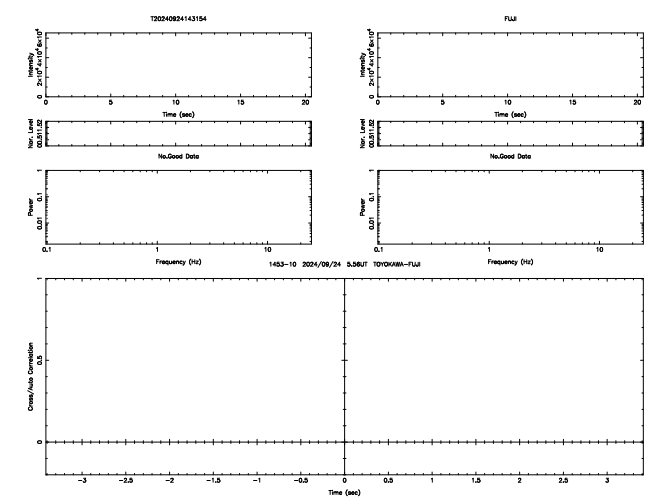 T20240924143154
FUJI
Intensity
0 2×10⁴ 4×10⁴ 6×10⁴
0 5 10 15 20
Time (sec)
Intensity
0 2×10⁴ 4×10⁴ 6×10⁴
0 5 10 15 20
Time (sec)
Nor. Level
00.511.52
Nor. Level
00.511.52
No.Good Data
No.Good Data
Power
0.01 0.1 1
0.1 1 10
Frequency (Hz)
Power
0.01 0.1 1
0.1 1 10
Frequency (Hz)
1453-10 2024/09/24 5.56UT TOYOKAWA-FUJI
Cross/Auto Correlation
0 0.5 1
-3 -2.5 -2 -1.5 -1 -0.5 0 0.5 1 1.5 2 2.5 3
Time (sec)